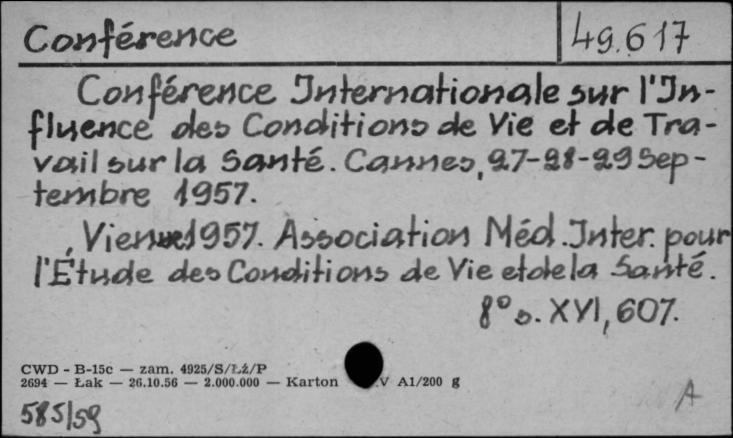 Conférence
49.617
Conférence Internationale sur l'In-
fluence des Conditions de Vie et de Tra-
vail sur la Santé. Cannes, 27-28-29 Sep-
tembre 1957.
, Vienne 1957. Association Méd. Inter. pour
l'Étude des Conditions de Vie et de la Santé.
8° s. XVI, 607.
CWD - B-15c — zam. 4925/S/Łź/P
2694 — Łak — 26.10.56 — 2.000.000 — Karton V A1/200 g
585/59
A